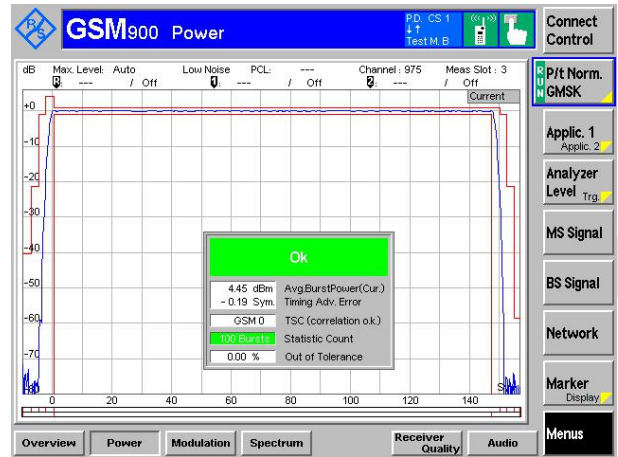 R&S GSM900 Power P.D. CS 1 Connect
↓↑ Control
Test M. B
dB Max. Level: Auto Low Noise PCL: --- Channel : 975 Meas Slot : 3
--- / Off --- / Off --- / Off
Current
RUN P/t Norm.
GMSK
+0
-10
-20
-30
-40
-50
-60
-70
Applic. 1
Applic. 2
Analyzer
Level Trg.
MS Signal
BS Signal
Network
Marker
Display
Menus
Ok
4.45 dBm Avg.BurstPower(Cur.)
- 0.19 Sym. Timing Adv. Error
GSM 0 TSC (correlation o.k.)
100 Bursts Statistic Count
0.00 % Out of Tolerance
0 20 40 60 80 100 120 140
Overview Power Modulation Spectrum Receiver Quality Audio